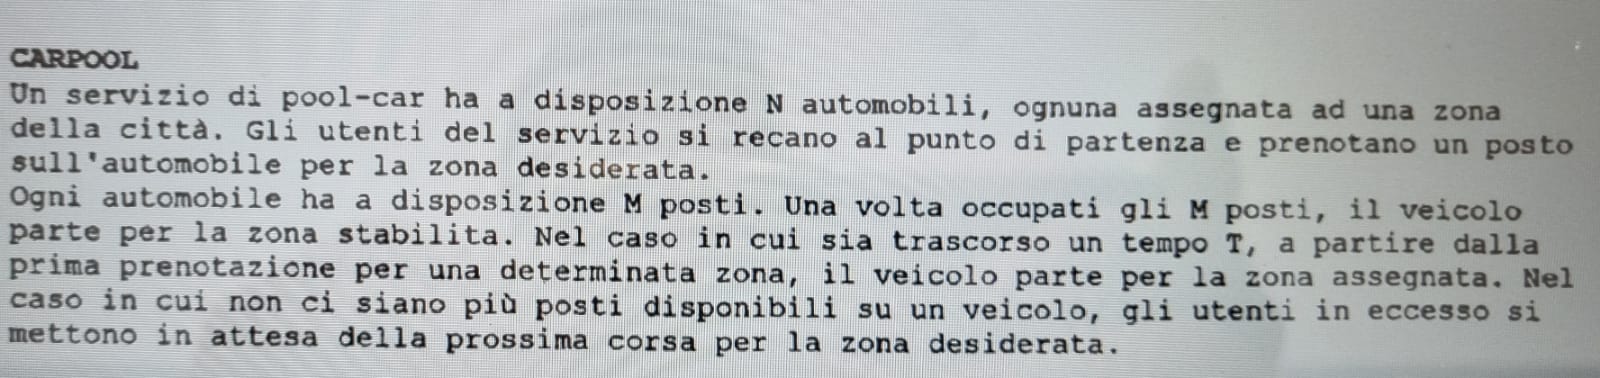 CARPOOL
Un servizio di pool-car ha a disposizione N automobili, ognuna assegnata ad una zona
della città. Gli utenti del servizio si recano al punto di partenza e prenotano un posto
sull'automobile per la zona desiderata.
Ogni automobile ha a disposizione M posti. Una volta occupati gli M posti, il veicolo
parte per la zona stabilita. Nel caso in cui sia trascorso un tempo T, a partire dalla
prima prenotazione per una determinata zona, il veicolo parte per la zona assegnata. Nel
caso in cui non ci siano più posti disponibili su un veicolo, gli utenti in eccesso si
mettono in attesa della prossima corsa per la zona desiderata.